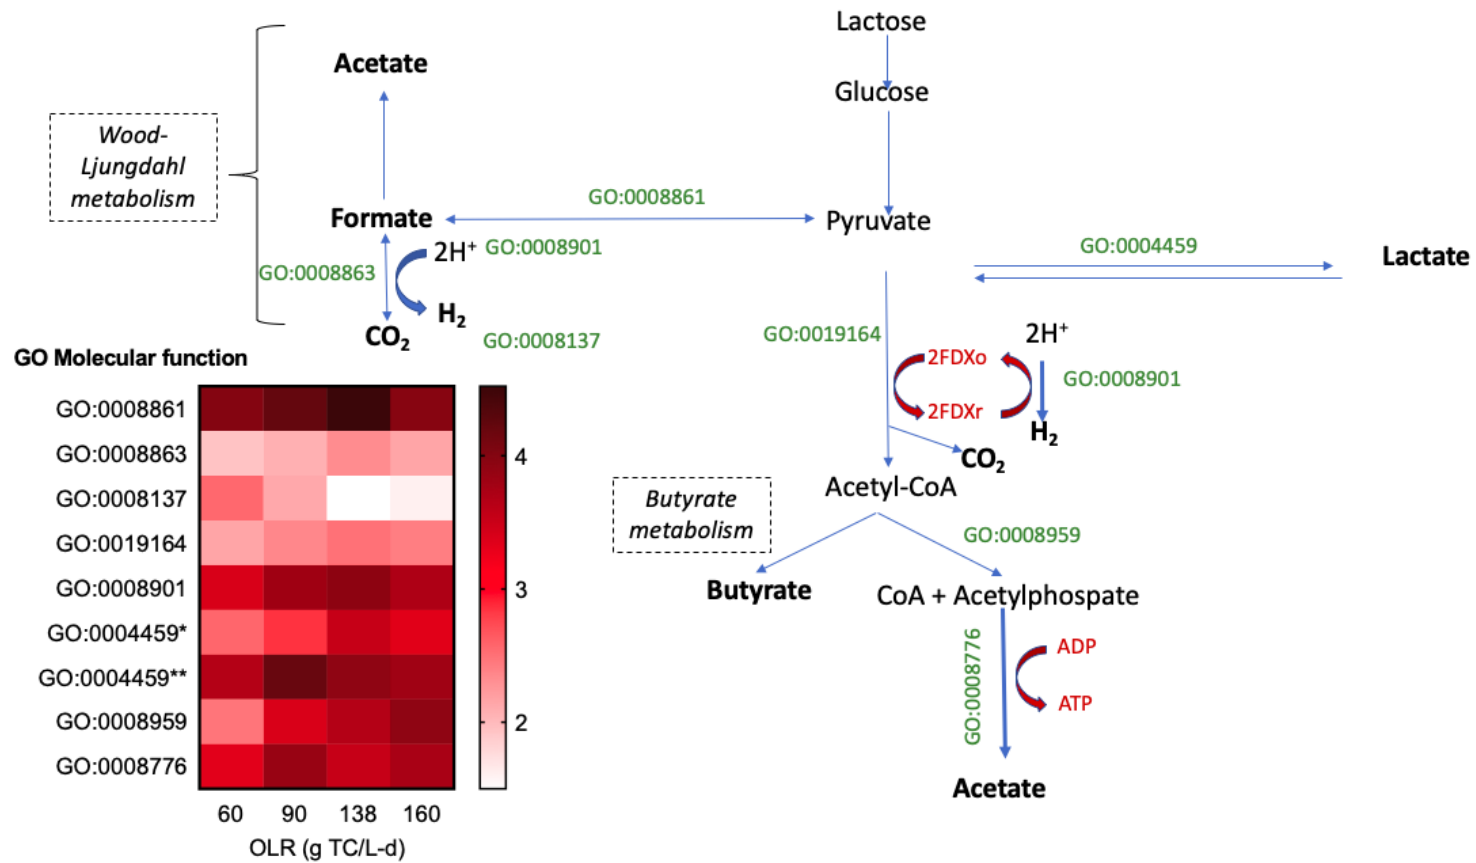 Lactose
Acetate
Glucose
Wood-
Ljungdahl
metabolism
GO:0008861
Formate
Pyruvate
2H+
GO:0008901
GO:0004459
Lactate
GO:0008863
H2
CO2
GO:0008137
GO:0019164
2H+
2FDXo
GO:0008901
2FDXr
H2
CO2
Acetyl-CoA
Butyrate
metabolism
GO:0008959
Butyrate
CoA + Acetylphospate
GO:0008776
ADP
ATP
Acetate
GO Molecular function
GO:0008861
GO:0008863
GO:0008137
GO:0019164
GO:0008901
GO:0004459*
GO:0004459**
GO:0008959
GO:0008776
4
3
2
60 90 138 160
OLR (g TC/L-d)